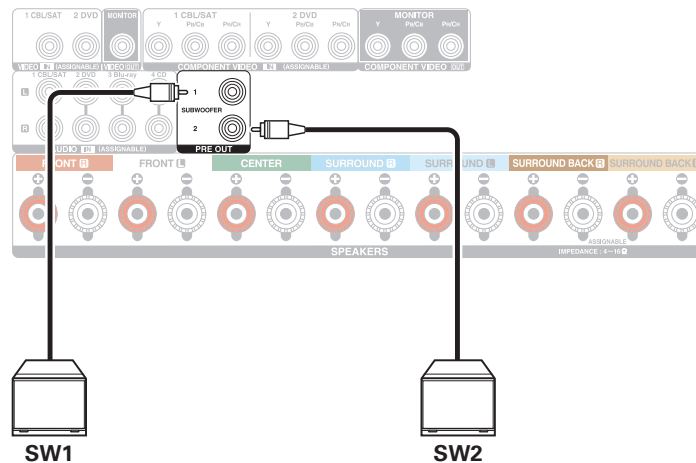 1 CBL/SAT 2 DVD MONITOR 1 CBL/SAT 2 DVD MONITOR
Y PB/CB PR/CR Y PB/CB PR/CR Y PB/CB PR/CR
VIDEO IN (ASSIGNABLE) VIDEO OUT COMPONENT VIDEO IN (ASSIGNABLE) COMPONENT VIDEO OUT
1 CBL/SAT 2 DVD 3 Blu-ray 4 CD
L 1
SUBWOOFER
R 2
AUDIO IN (ASSIGNABLE) PRE OUT
FRONT R FRONT L CENTER SURROUND R SURROUND L SURROUND BACK R SURROUND BACK
+ − + − + − + − + − + − + −
ASSIGNABLE
SPEAKERS IMPEDANCE : 4~16 Ω
SW1 SW2